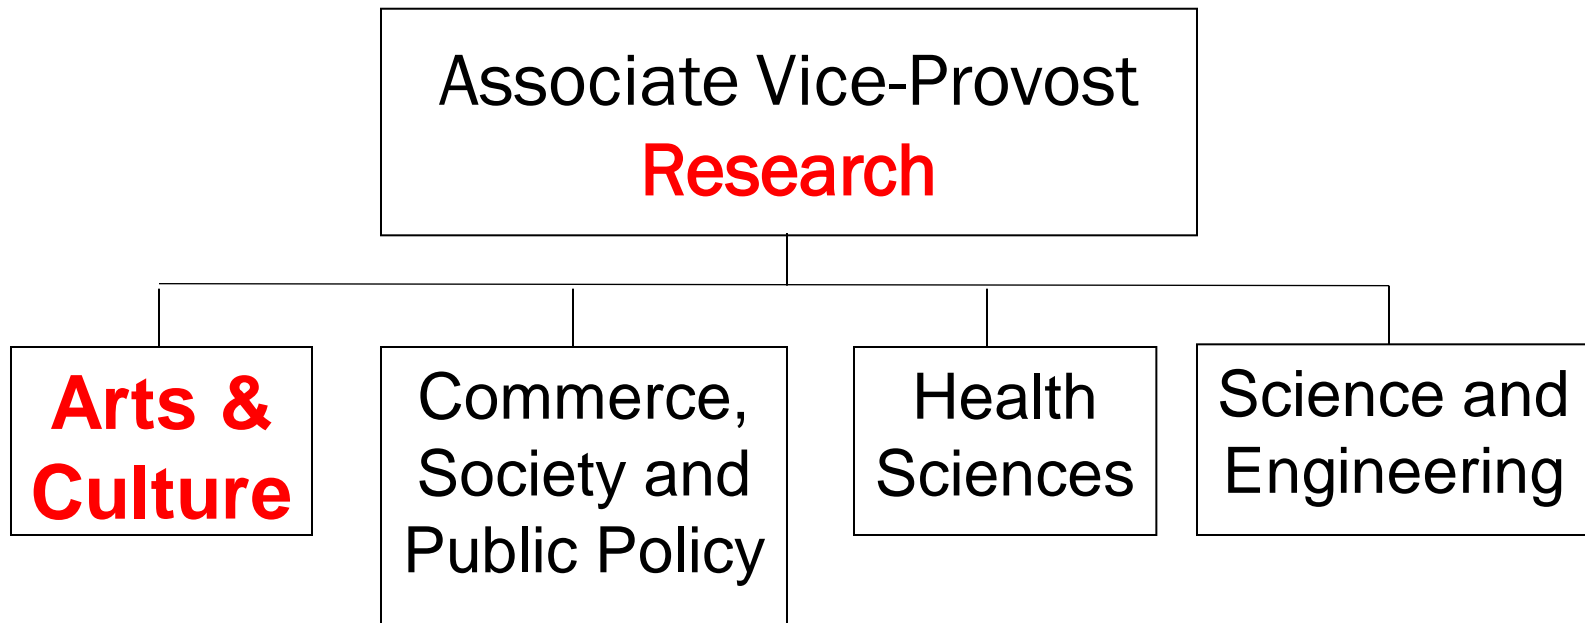 Associate Vice-Provost
Research
Arts &
Culture
Commerce,
Society and
Public Policy
Health
Sciences
Science and
Engineering